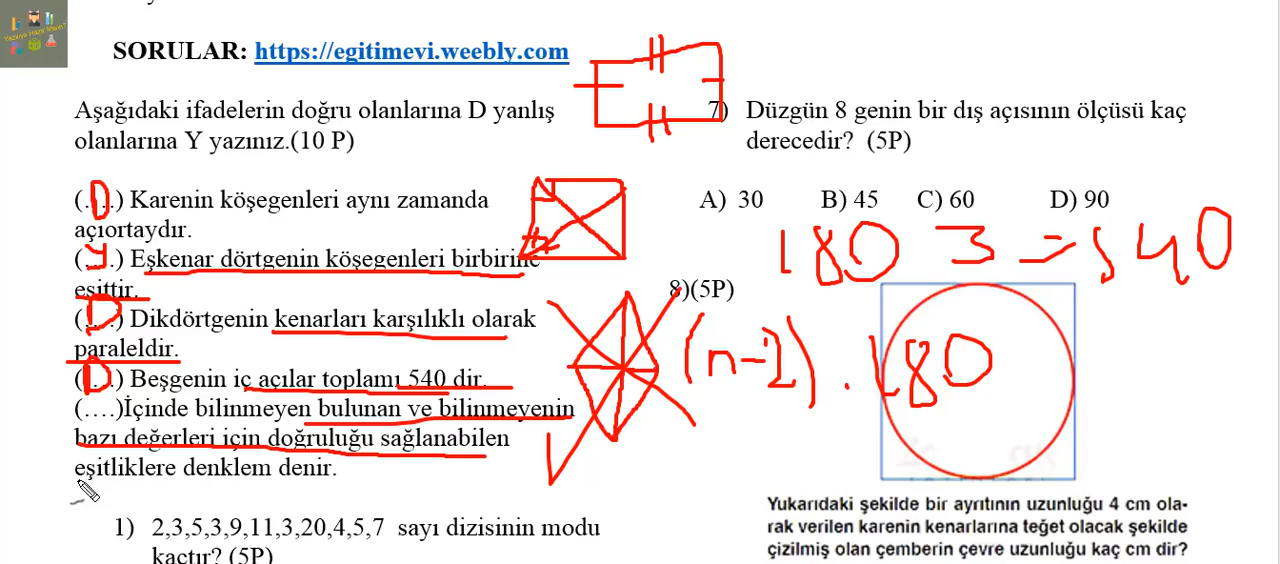 Yazılıya Hazır Mısın?
SORULAR: https://egitimevi.weebly.com
Aşağıdaki ifadelerin doğru olanlarına D yanlış
olanlarına Y yazınız.(10 P)
(.D..) Karenin köşegenleri aynı zamanda
açıortaydır.
(.Y.) Eşkenar dörtgenin köşegenleri birbirine
eşittir.
(D) Dikdörtgenin kenarları karşılıklı olarak
paraleldir.
(D) Beşgenin iç açılar toplamı 540 dir.
(….)İçinde bilinmeyen bulunan ve bilinmeyenin
bazı değerleri için doğruluğu sağlanabilen
eşitliklere denklem denir.
1) 2,3,5,3,9,11,3,20,4,5,7 sayı dizisinin modu
kaçtır? (5P)
7) Düzgün 8 genin bir dış açısının ölçüsü kaç
derecedir? (5P)
A) 30 B) 45 C) 60 D) 90
180 3 = 540
8)(5P)
(n-2).180
Yukarıdaki şekilde bir ayrıtının uzunluğu 4 cm ola-
rak verilen karenin kenarlarına teğet olacak şekilde
çizilmiş olan çemberin çevre uzunluğu kaç cm dir?